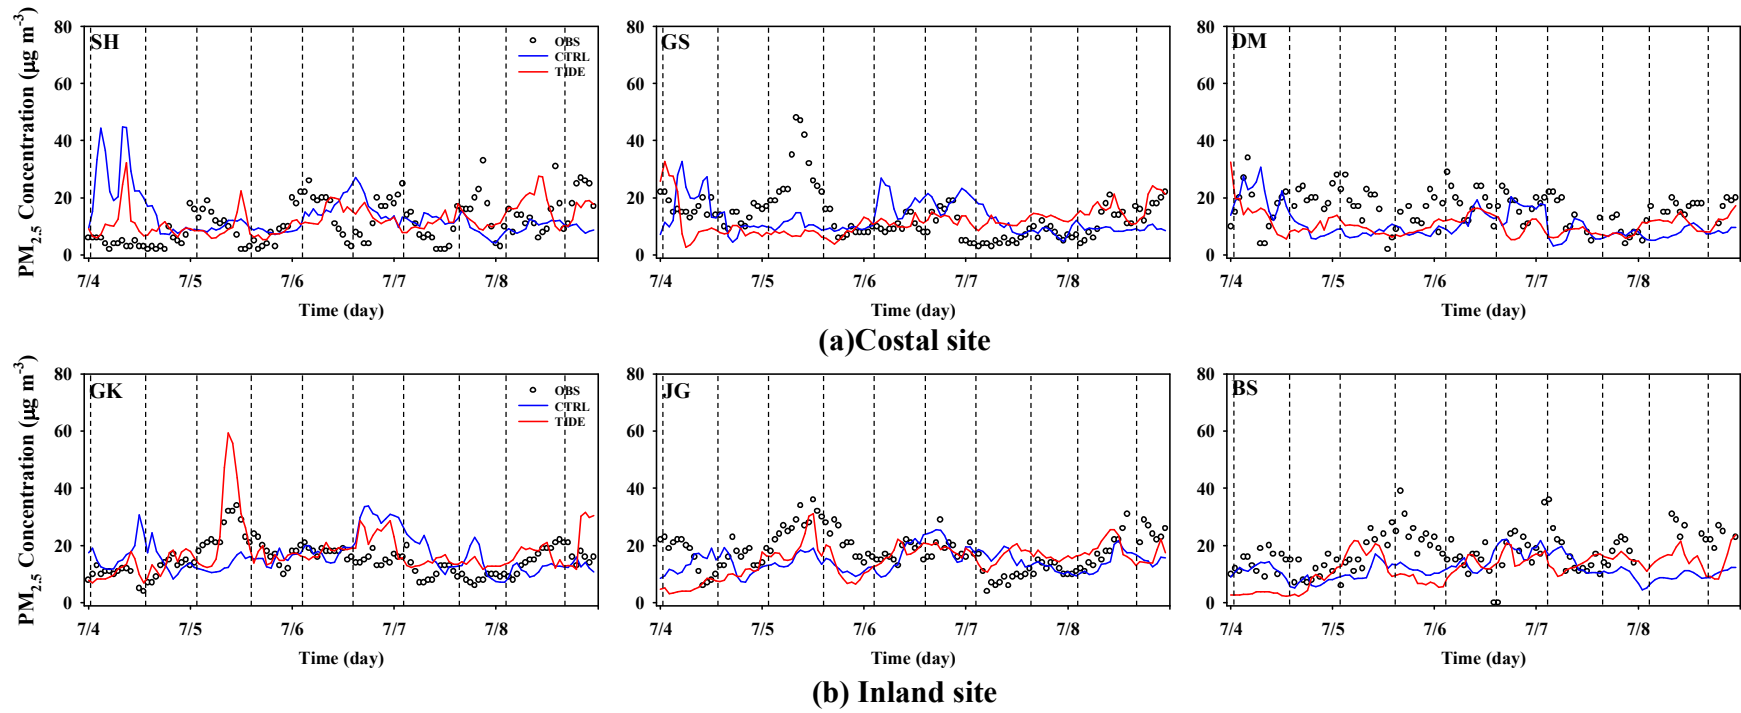 PM2.5 Concentration (µg m-3)
80
60
40
20
0
SH
OBS
CTRL
TIDE
7/4 7/5 7/6 7/7 7/8
Time (day)
80
60
40
20
0
GS
7/4 7/5 7/6 7/7 7/8
Time (day)
80
60
40
20
0
DM
7/4 7/5 7/6 7/7 7/8
Time (day)
(a)Costal site
PM2.5 Concentration (µg m-3)
80
60
40
20
0
GK
OBS
CTRL
TIDE
7/4 7/5 7/6 7/7 7/8
Time (day)
80
60
40
20
0
JG
7/4 7/5 7/6 7/7 7/8
Time (day)
80
60
40
20
0
BS
7/4 7/5 7/6 7/7 7/8
Time (day)
(b) Inland site